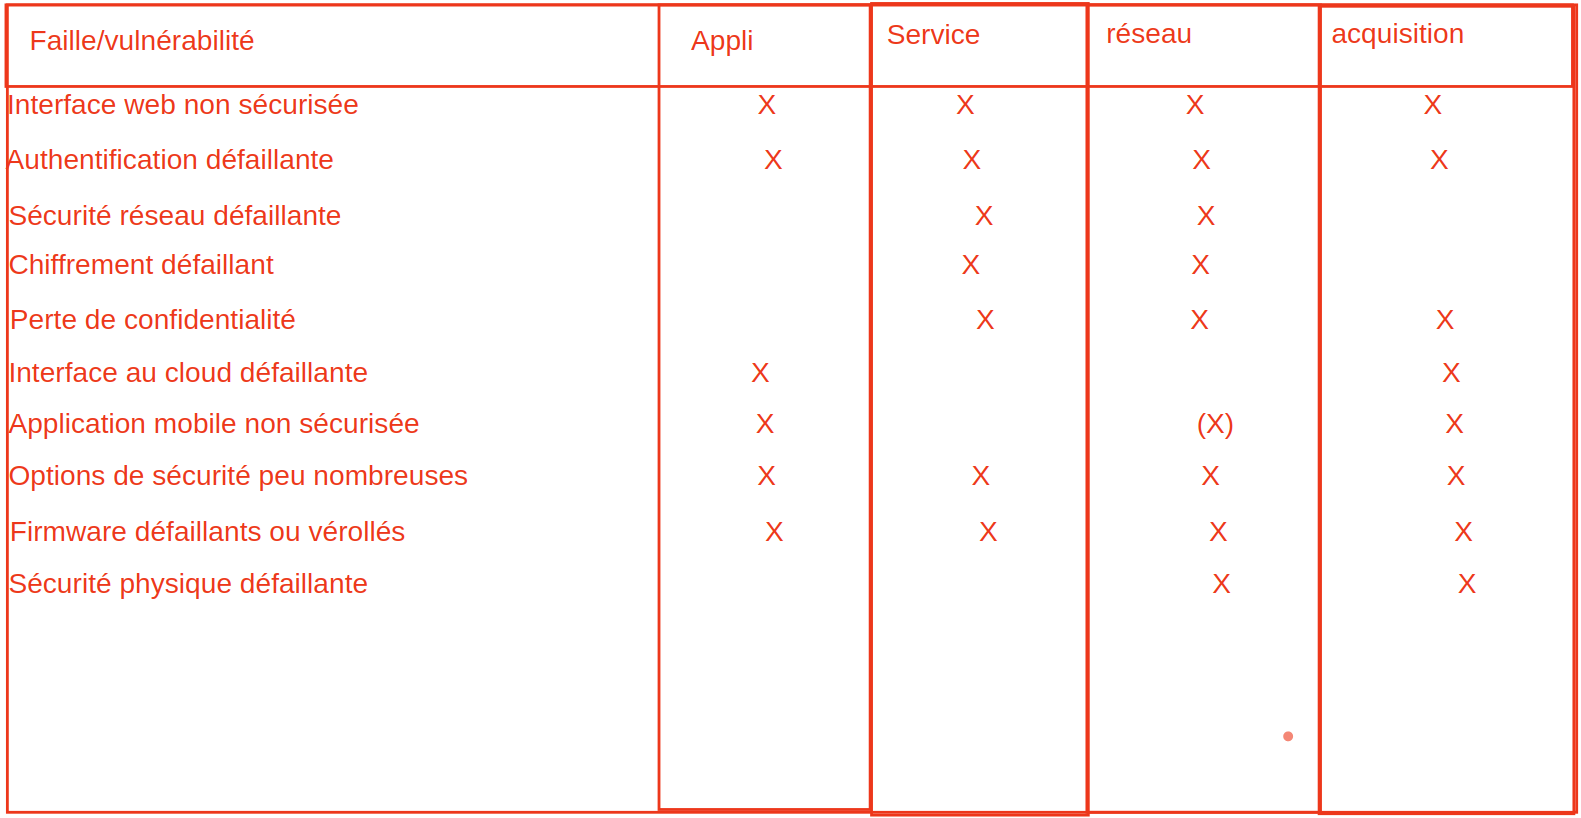 Faille/vulnérabilité Appli Service réseau acquisition
Interface web non sécurisée X X X X
Authentification défaillante X X X X
Sécurité réseau défaillante X X
Chiffrement défaillant X X
Perte de confidentialité X X X
Interface au cloud défaillante X X
Application mobile non sécurisée X (X) X
Options de sécurité peu nombreuses X X X X
Firmware défaillants ou vérollés X X X X
Sécurité physique défaillante X X